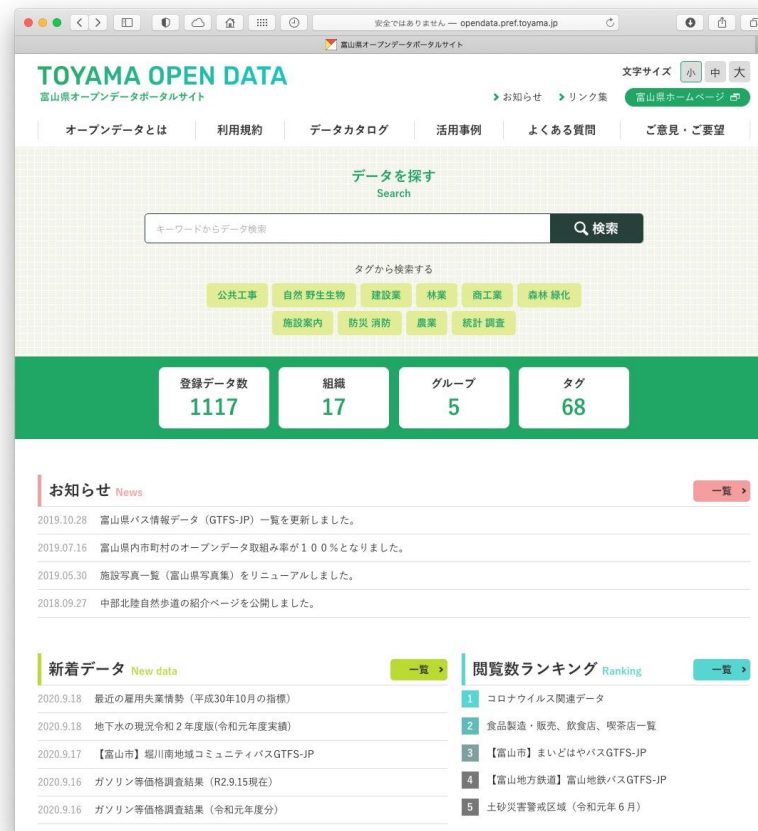 安全ではありません — opendata.pref.toyama.jp
富山県オープンデータポータルサイト
TOYAMA OPEN DATA
富山県オープンデータポータルサイト
文字サイズ 小 中 大
お知らせ リンク集 富山県ホームページ
オープンデータとは 利用規約 データカタログ 活用事例 よくある質問 ご意見・ご要望
データを探す
Search
キーワードからデータ検索 検索
タグから検索する
公共工事 自然 野生生物 建設業 林業 商工業 森林 緑化
施設案内 防災 消防 農業 統計 調査
登録データ数 組織 グループ タグ
1117 17 5 68
お知らせ News 一覧
2019.10.28 富山県バス情報データ（GTFS-JP）一覧を更新しました。
2019.07.16 富山県内市町村のオープンデータ取組み率が１００％となりました。
2019.05.30 施設写真一覧（富山県写真集）をリニューアルしました。
2018.09.27 中部北陸自然歩道の紹介ページを公開しました。
新着データ New data 一覧
2020.9.18 最近の雇用失業情勢（平成30年10月の指標）
2020.9.18 地下水の現況令和２年度版(令和元年度実績)
2020.9.17 【富山市】堀川南地域コミュニティバスGTFS-JP
2020.9.16 ガソリン等価格調査結果（R2.9.15現在）
2020.9.16 ガソリン等価格調査結果（令和元年度分）
閲覧数ランキング Ranking 一覧
1 コロナウイルス関連データ
2 食品製造・販売、飲食店、喫茶店一覧
3 【富山市】まいどはやバスGTFS-JP
4 【富山地方鉄道】富山地鉄バスGTFS-JP
5 土砂災害警戒区域（令和元年６月）